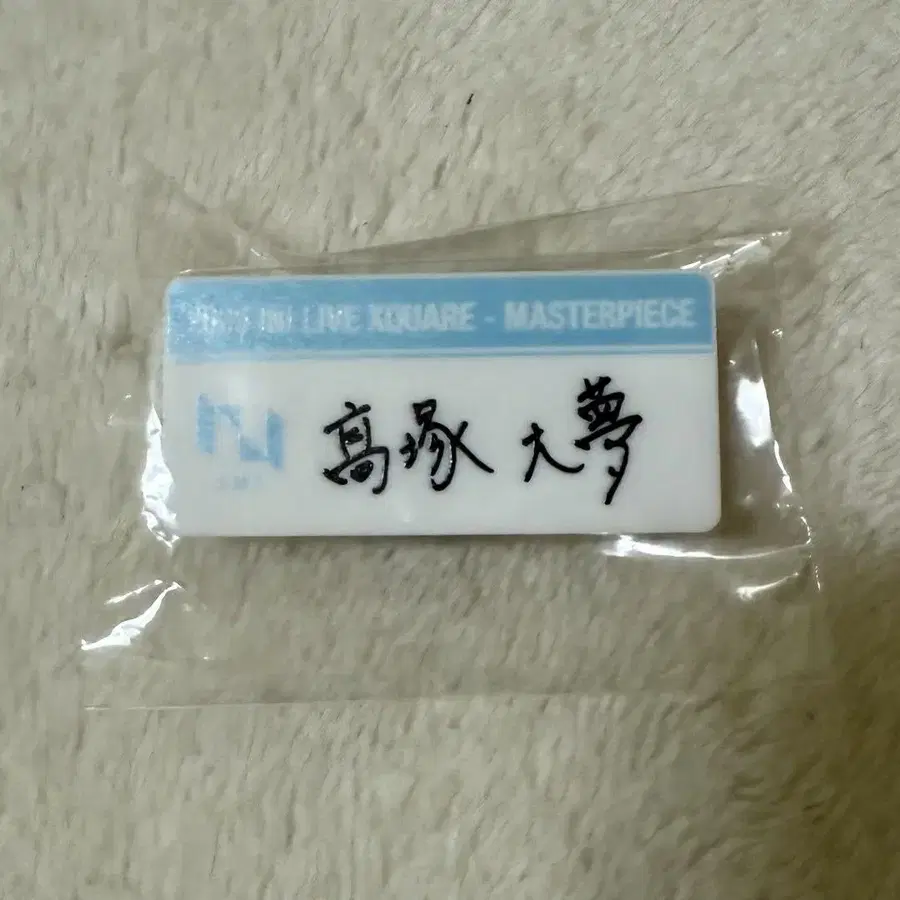 LIVE XQUARE - MASTERPIECE
高塚 大夢